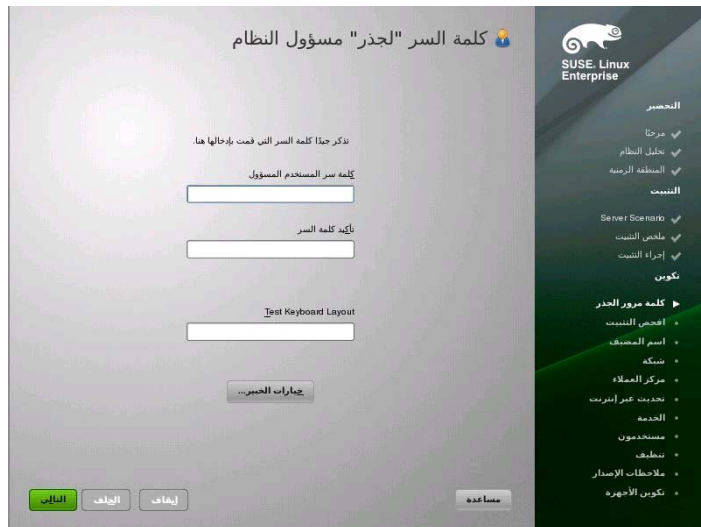 كلمة السر "لجذر" مسؤول النظام
SUSE. Linux
Enterprise
التحضير
مرحبًا
تحليل النظام
المنطقة الزمنية
التثبيت
Server Scenario
ملخص التثبيت
إجراء التثبيت
تكوين
كلمة مرور الجذر
افحص التثبيت
اسم المضيف
شبكة
مركز العملاء
تحديث عبر إنترنت
الخدمة
مستخدمون
تنظيف
ملاحظات الإصدار
تكوين الأجهزة
تذكر جيدًا كلمة السر التي قمت بإدخالها هنا.
كلمة سر المستخدم المسؤول
تأكيد كلمة السر
Test Keyboard Layout
خيارات الخبير...
مساعدة
إيقاف
الخلف
التالي